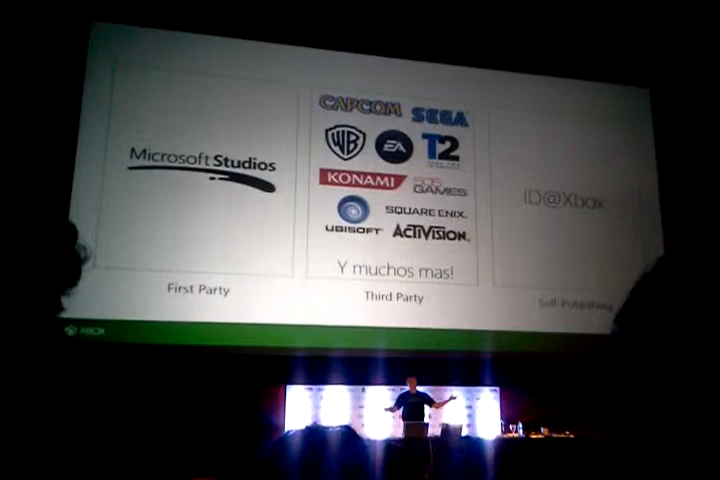 Microsoft Studios
First Party
CAPCOM
SEGA
WB
EA
T2
KONAMI
505 GAMES
UBISOFT
SQUARE ENIX.
ACTIVISION.
Y muchos mas!
Third Party
ID@Xbox
Self-Publishing
XBOX